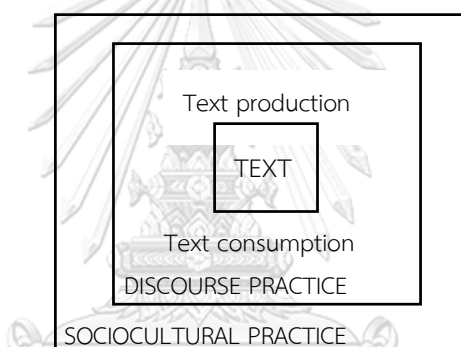 Text production
TEXT
Text consumption
DISCOURSE PRACTICE
SOCIOCULTURAL PRACTICE